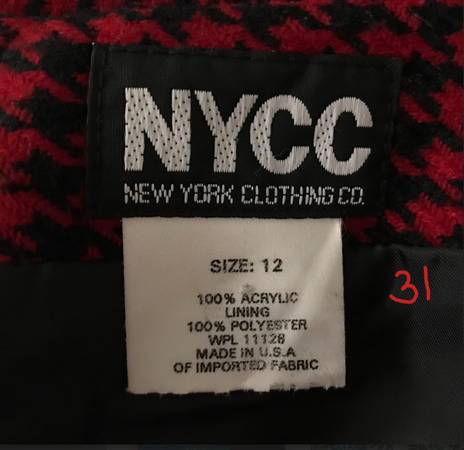 NYCC
NEW YORK CLOTHING CO.
SIZE: 12
31
100% ACRYLIC
LINING
100% POLYESTER
WPL 11128
MADE IN U.S.A
OF IMPORTED FABRIC